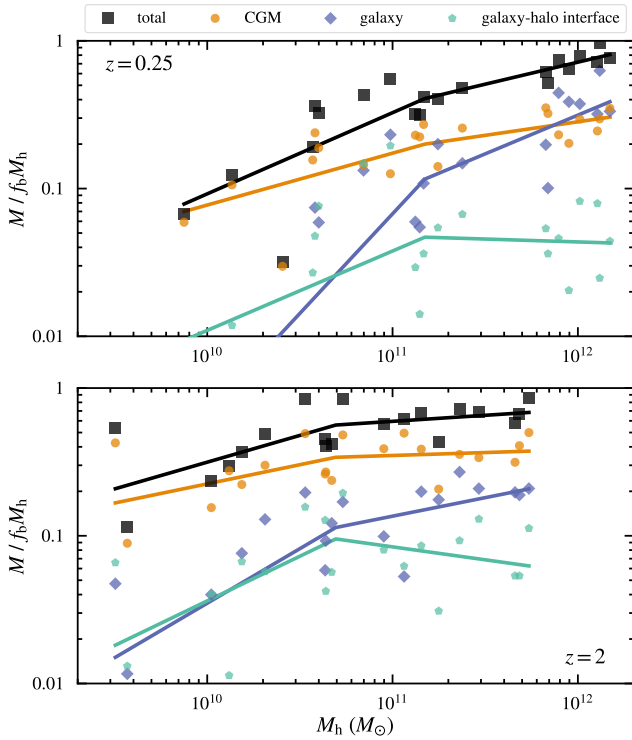 total CGM galaxy galaxy-halo interface
1
z = 0.25
0.1
M / f_b M_h
0.01
10^10 10^11 10^12
1
0.1
M / f_b M_h
z = 2
0.01
10^10 10^11 10^12
M_h (M_⊙)